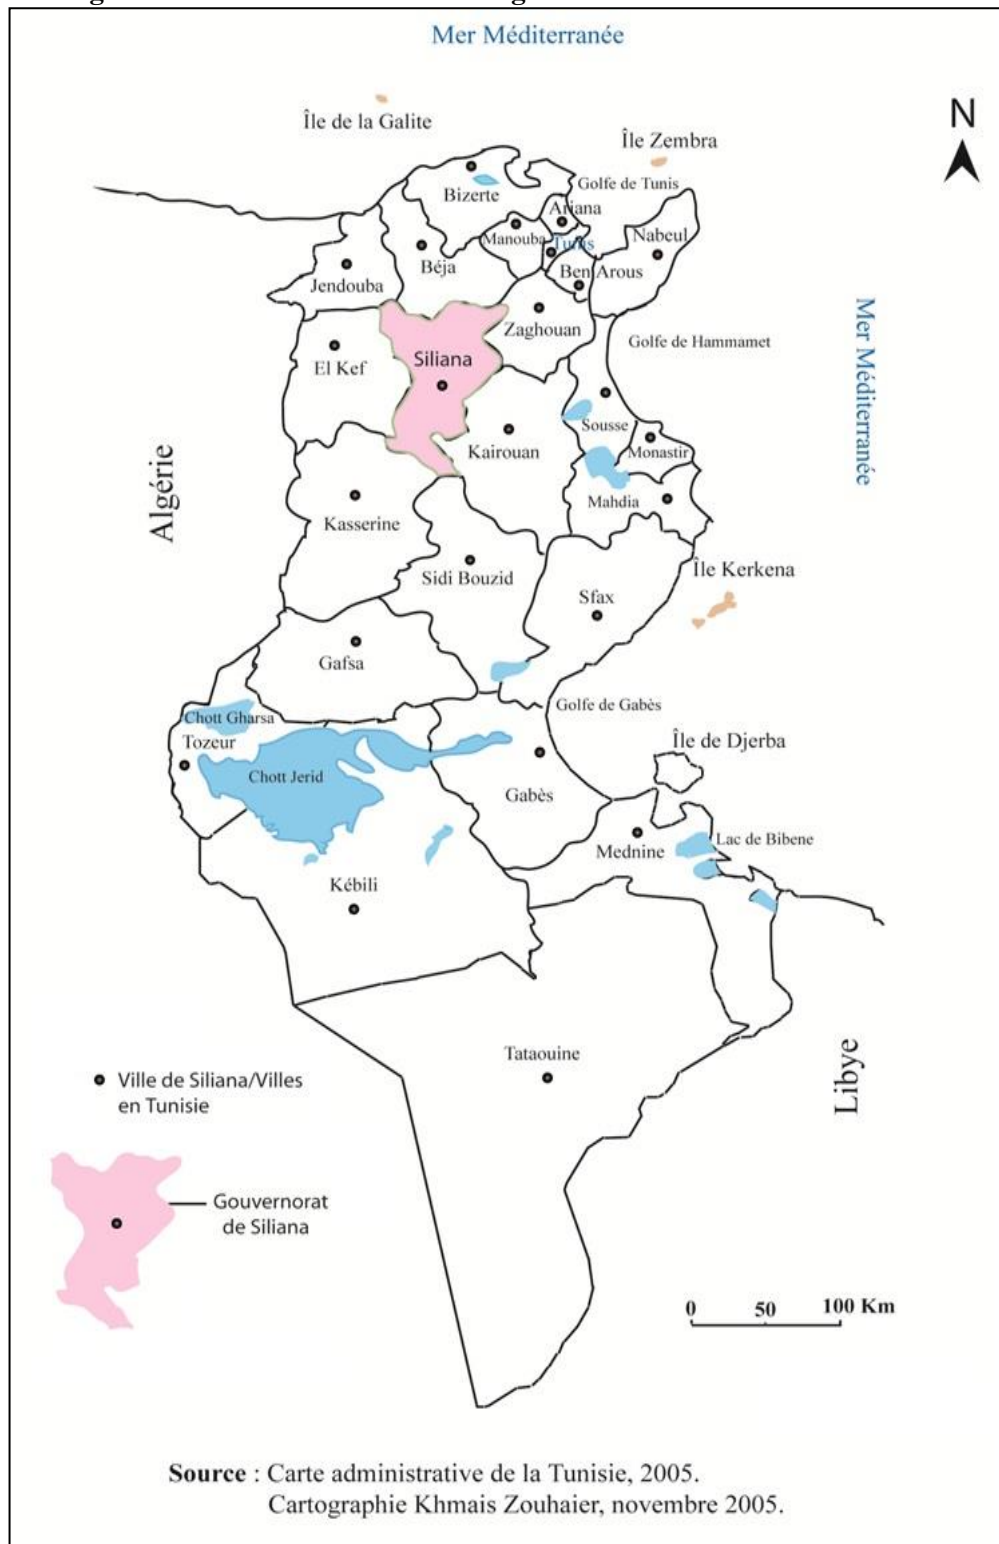 Mer Méditerranée
N
Île de la Galite
Île Zembra
Golfe de Tunis
Bizerte
Ariana
Manouba
Tunis
Nabeul
Béja
Ben Arous
Jendouba
Zaghouan
Mer Méditerranée
Golfe de Hammamet
Siliana
El Kef
Sousse
Kairouan
Monastir
Algérie
Mahdia
Kasserine
Île Kerkena
Sidi Bouzid
Sfax
Gafsa
Golfe de Gabès
Chott Gharsa
Tozeur
Île de Djerba
Chott Jerid
Gabès
Lac de Bibene
Mednine
Kébili
Tataouine
Libye
Ville de Siliana/Villes
en Tunisie
Gouvernorat
de Siliana
0 50 100 Km
Source : Carte administrative de la Tunisie, 2005.
Cartographie Khmais Zouhaier, novembre 2005.